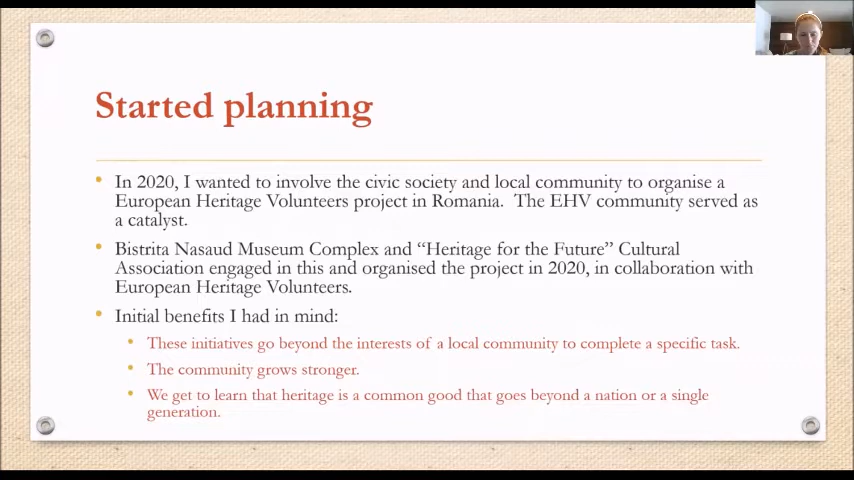 Started planning
In 2020, I wanted to involve the civic society and local community to organise a
European Heritage Volunteers project in Romania. The EHV community served as
a catalyst.
Bistrita Nasaud Museum Complex and “Heritage for the Future” Cultural
Association engaged in this and organised the project in 2020, in collaboration with
European Heritage Volunteers.
Initial benefits I had in mind:
These initiatives go beyond the interests of a local community to complete a specific task.
The community grows stronger.
We get to learn that heritage is a common good that goes beyond a nation or a single
generation.